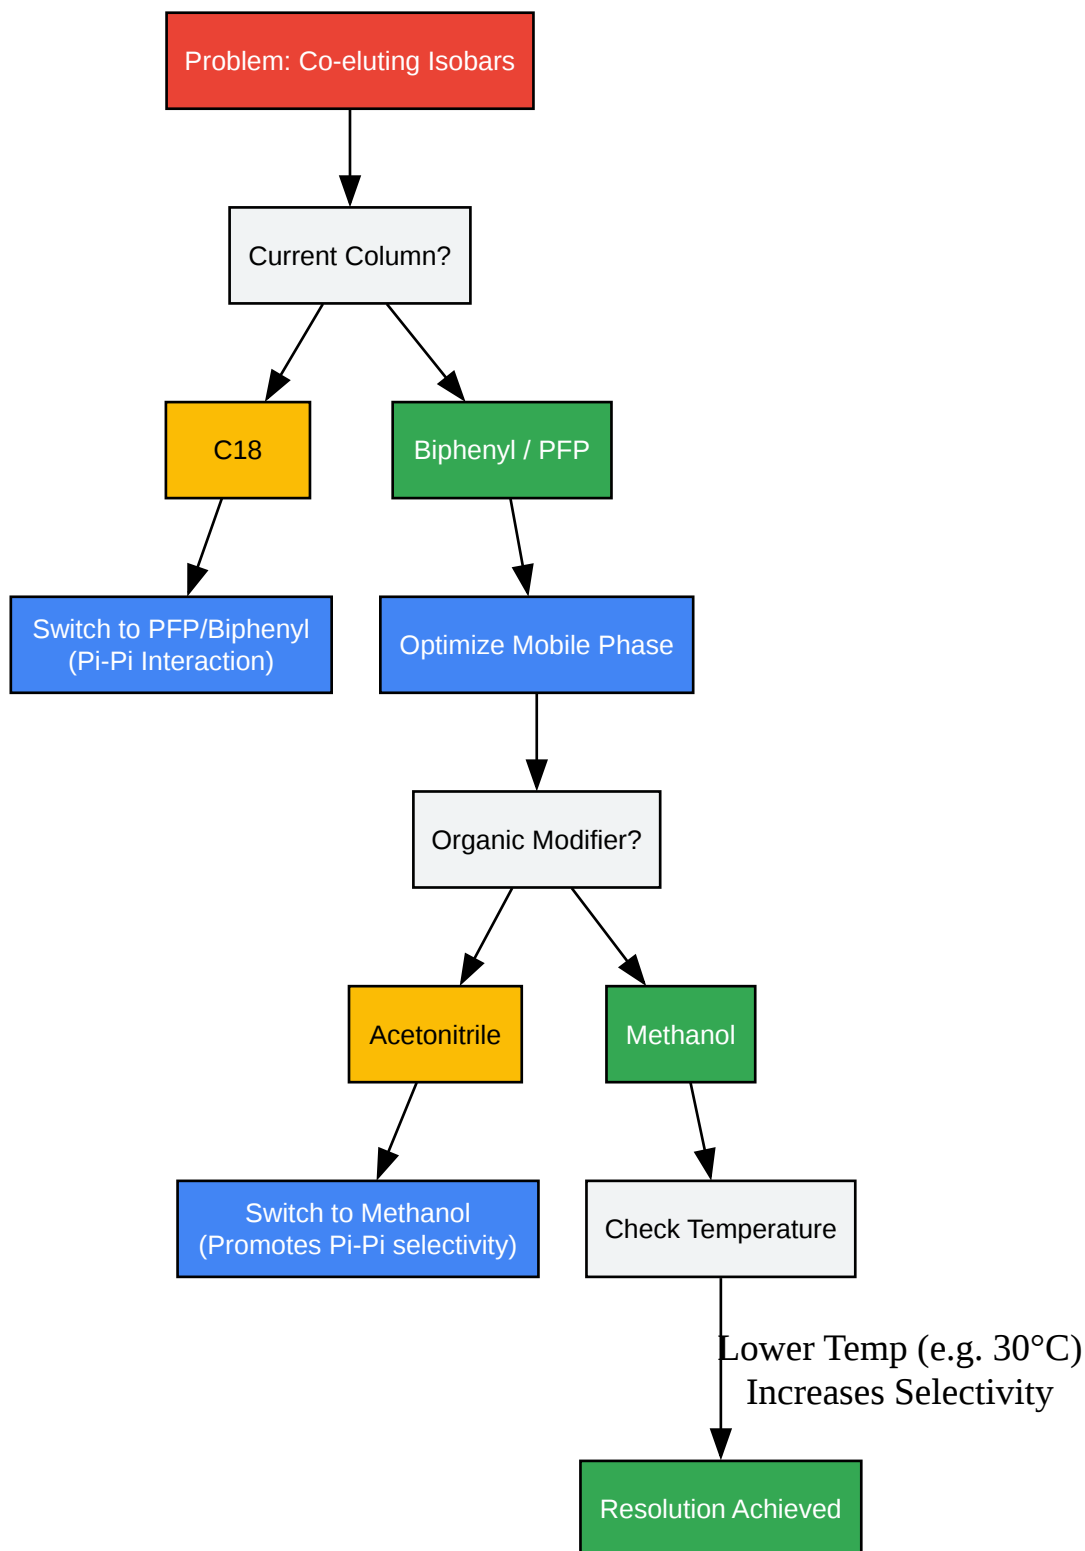 Problem: Co-eluting Isobars
Current Column?
C18
Biphenyl / PFP
Switch to PFP/Biphenyl
(Pi-Pi Interaction)
Optimize Mobile Phase
Organic Modifier?
Acetonitrile
Methanol
Switch to Methanol
(Promotes Pi-Pi selectivity)
Check Temperature
Lower Temp (e.g. 30°C)
Increases Selectivity
Resolution Achieved